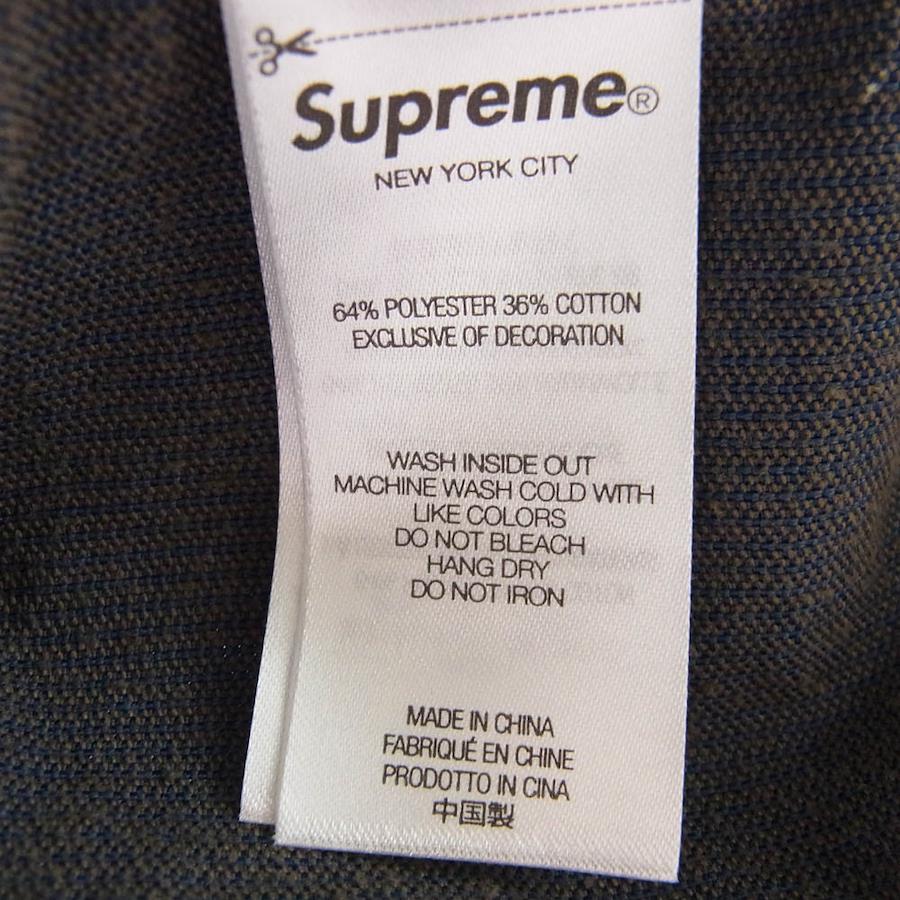 Supreme®
NEW YORK CITY
64% POLYESTER 36% COTTON
EXCLUSIVE OF DECORATION
WASH INSIDE OUT
MACHINE WASH COLD WITH
LIKE COLORS
DO NOT BLEACH
HANG DRY
DO NOT IRON
MADE IN CHINA
FABRIQUÉ EN CHINE
PRODOTTO IN CINA
中国製